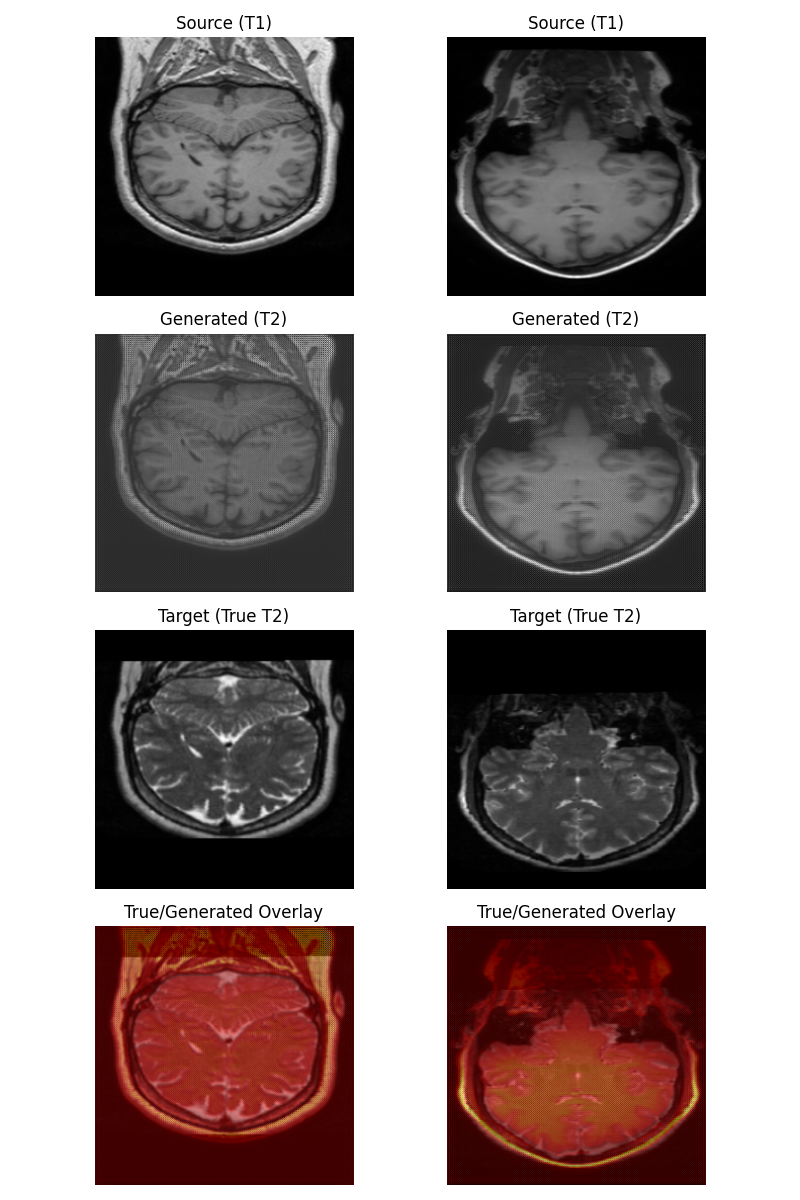 Source (T1)
Source (T1)
Generated (T2)
Generated (T2)
Target (True T2)
Target (True T2)
True/Generated Overlay
True/Generated Overlay